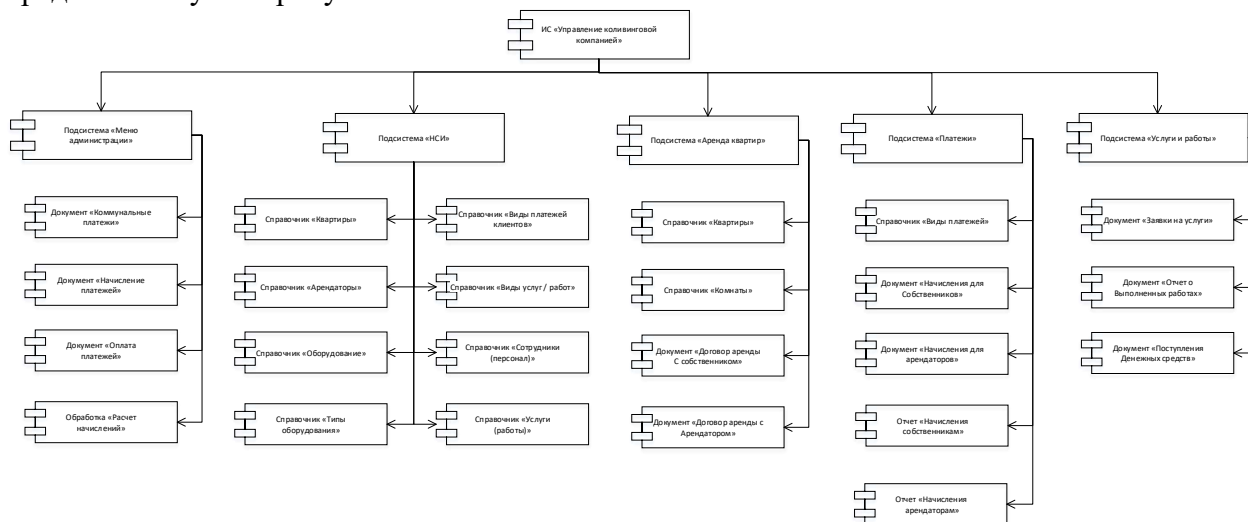 ИС «Управление коливинговой
компанией»
Подсистема «Меню
администрации»
Подсистема «НСИ»
Подсистема «Аренда квартир»
Подсистема «Платежи»
Подсистема «Услуги и работы»
Документ «Коммунальные
платежи»
Документ «Начисление
платежей»
Документ «Оплата
платежей»
Обработка «Расчет
начислений»
Справочник «Квартиры»
Справочник «Арендаторы»
Справочник «Оборудование»
Справочник «Типы
оборудования»
Справочник «Виды платежей
клиентов»
Справочник «Виды услуг/ работ»
Справочник «Сотрудники
(персонал)»
Справочник «Услуги
(работы)»
Справочник «Квартиры»
Справочник «Комнаты»
Документ «Договор аренды
С собственником»
Документ «Договор аренды с
Арендатором»
Справочник «Виды платежей»
Документ «Начисления для
Собственников»
Документ «Начисления для
арендаторов»
Отчет «Начисления
собственникам»
Отчет «Начисления
арендаторам»
Документ «Заявки на услуги»
Документ «Отчет о
Выполненных работах»
Документ «Поступления
Денежных средств»